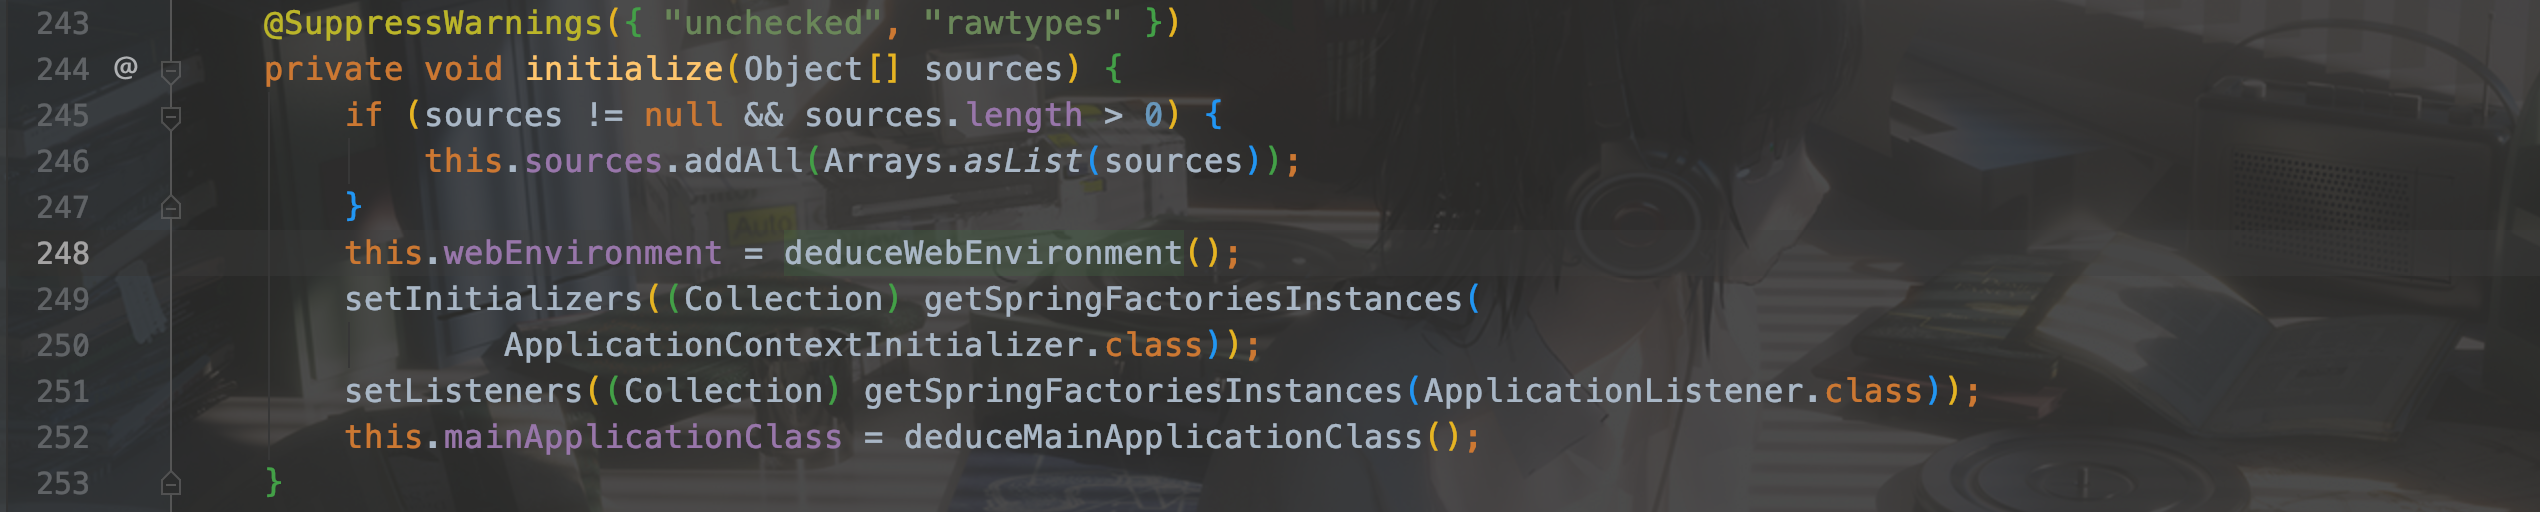 243 @SuppressWarnings({ "unchecked", "rawtypes" })
244 @ private void initialize(Object[] sources) {
245 if (sources != null && sources.length > 0) {
246 this.sources.addAll(Arrays.asList(sources));
247 }
248 this.webEnvironment = deduceWebEnvironment();
249 setInitializers((Collection) getSpringFactoriesInstances(
250 ApplicationContextInitializer.class));
251 setListeners((Collection) getSpringFactoriesInstances(ApplicationListener.class));
252 this.mainApplicationClass = deduceMainApplicationClass();
253 }
Auto